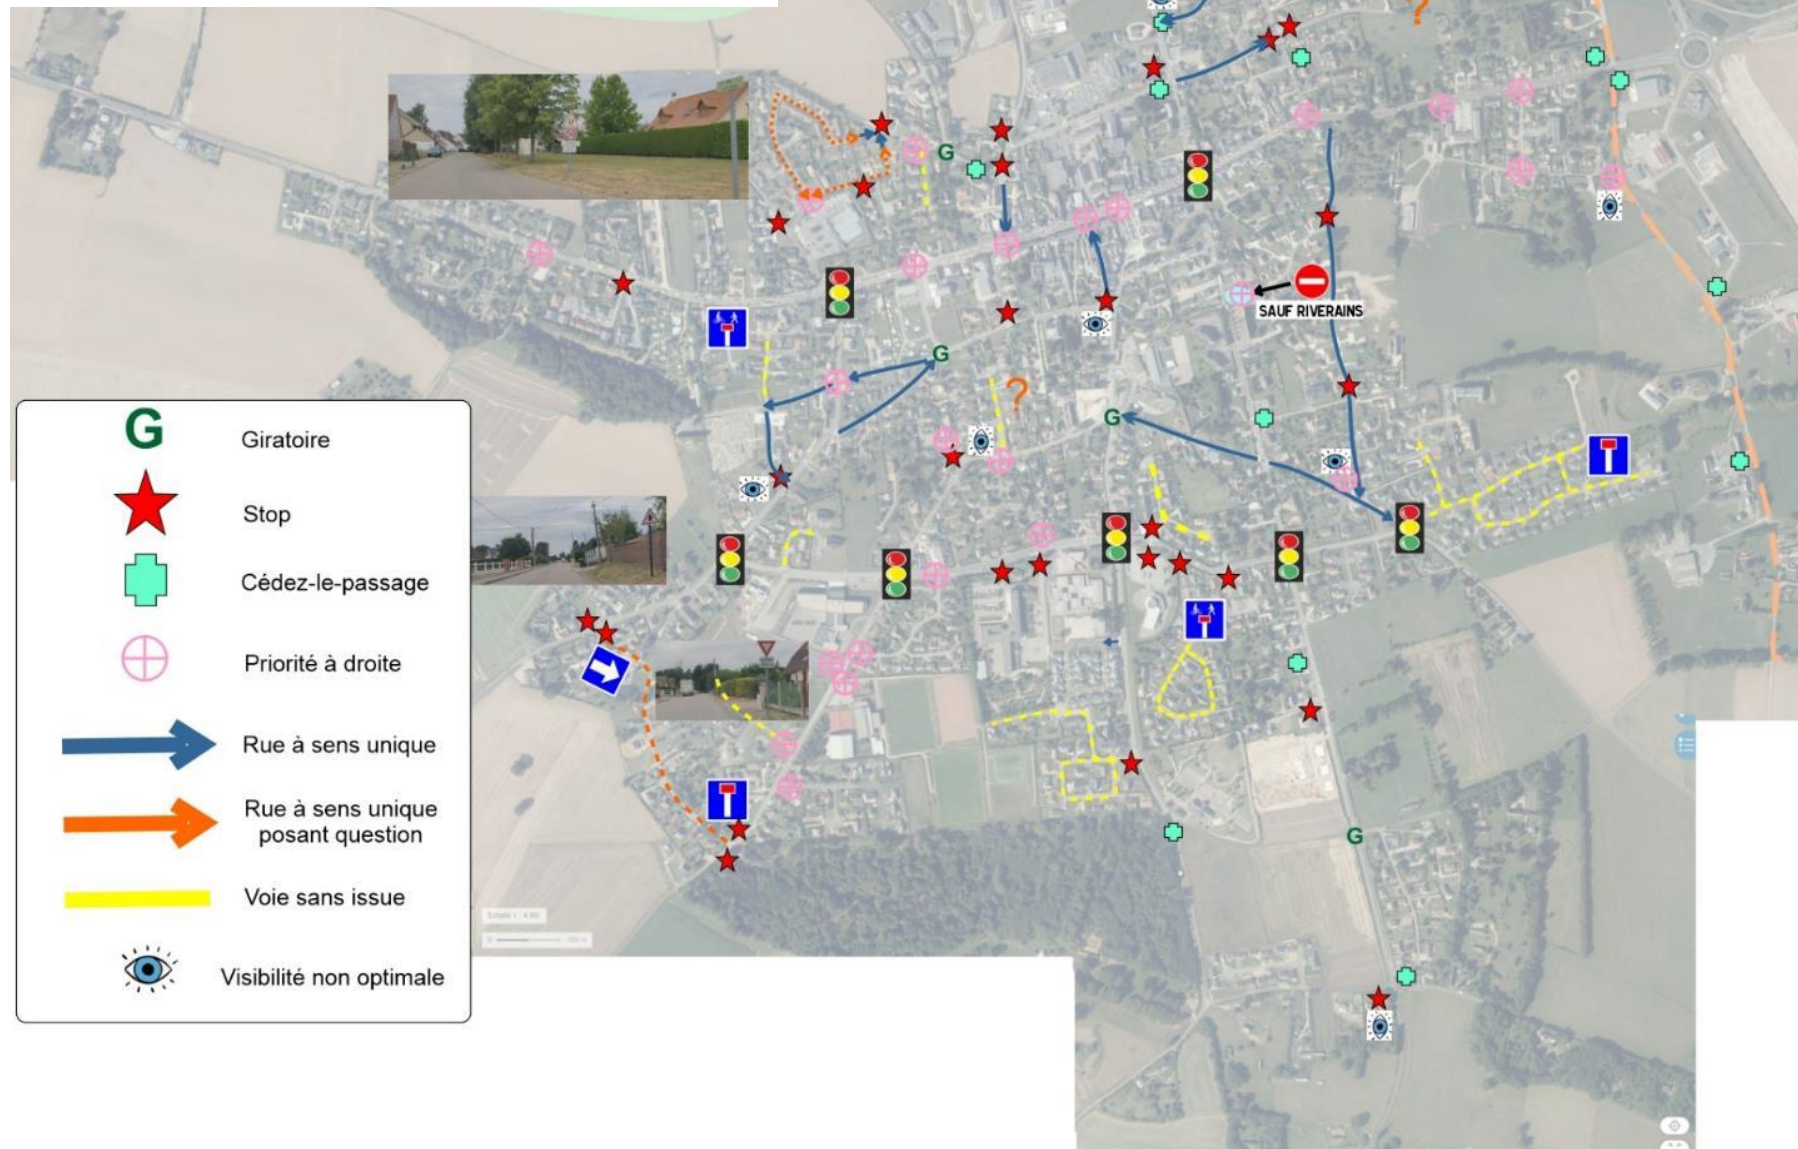 ?
SAUF RIVERAINS
G
G
?
G
G
G
Giratoire
Stop
Cédez-le-passage
Priorité à droite
Rue à sens unique
Rue à sens unique
posant question
Voie sans issue
Visibilité non optimale
G